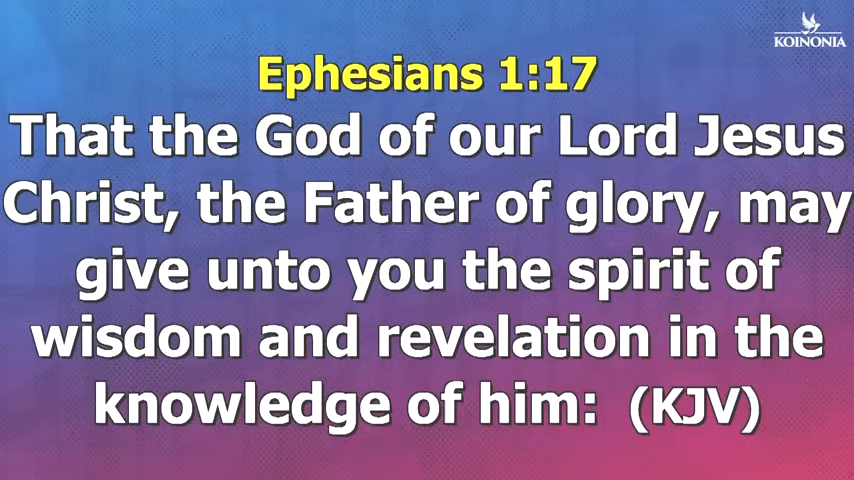 KOINONIA
Ephesians 1:17
That the God of our Lord Jesus
Christ, the Father of glory, may
give unto you the spirit of
wisdom and revelation in the
knowledge of him: (KJV)